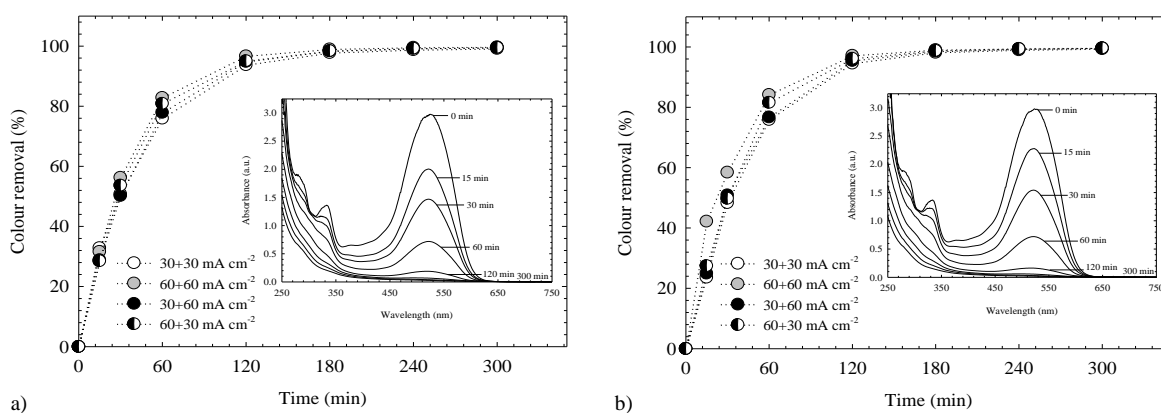 100
80
60
40
20
0
Colour removal (%)
0 60 120 180 240 300
Time (min)
30+30 mA cm-2
60+60 mA cm-2
30+60 mA cm-2
60+30 mA cm-2
3.0
2.5
2.0
1.5
1.0
0.5
0.0
Absorbance (a.u.)
250 350 450 550 650 750
Wavelength (nm)
0 min
15 min
30 min
60 min
120 min 300 min
a)
100
80
60
40
20
0
Colour removal (%)
0 60 120 180 240 300
Time (min)
30+30 mA cm-2
60+60 mA cm-2
30+60 mA cm-2
60+30 mA cm-2
3.0
2.5
2.0
1.5
1.0
0.5
0.0
Absorbance (a.u.)
250 350 450 550 650 750
Wavelength (nm)
0 min
15 min
30 min
60 min
120 min 300 min
b)